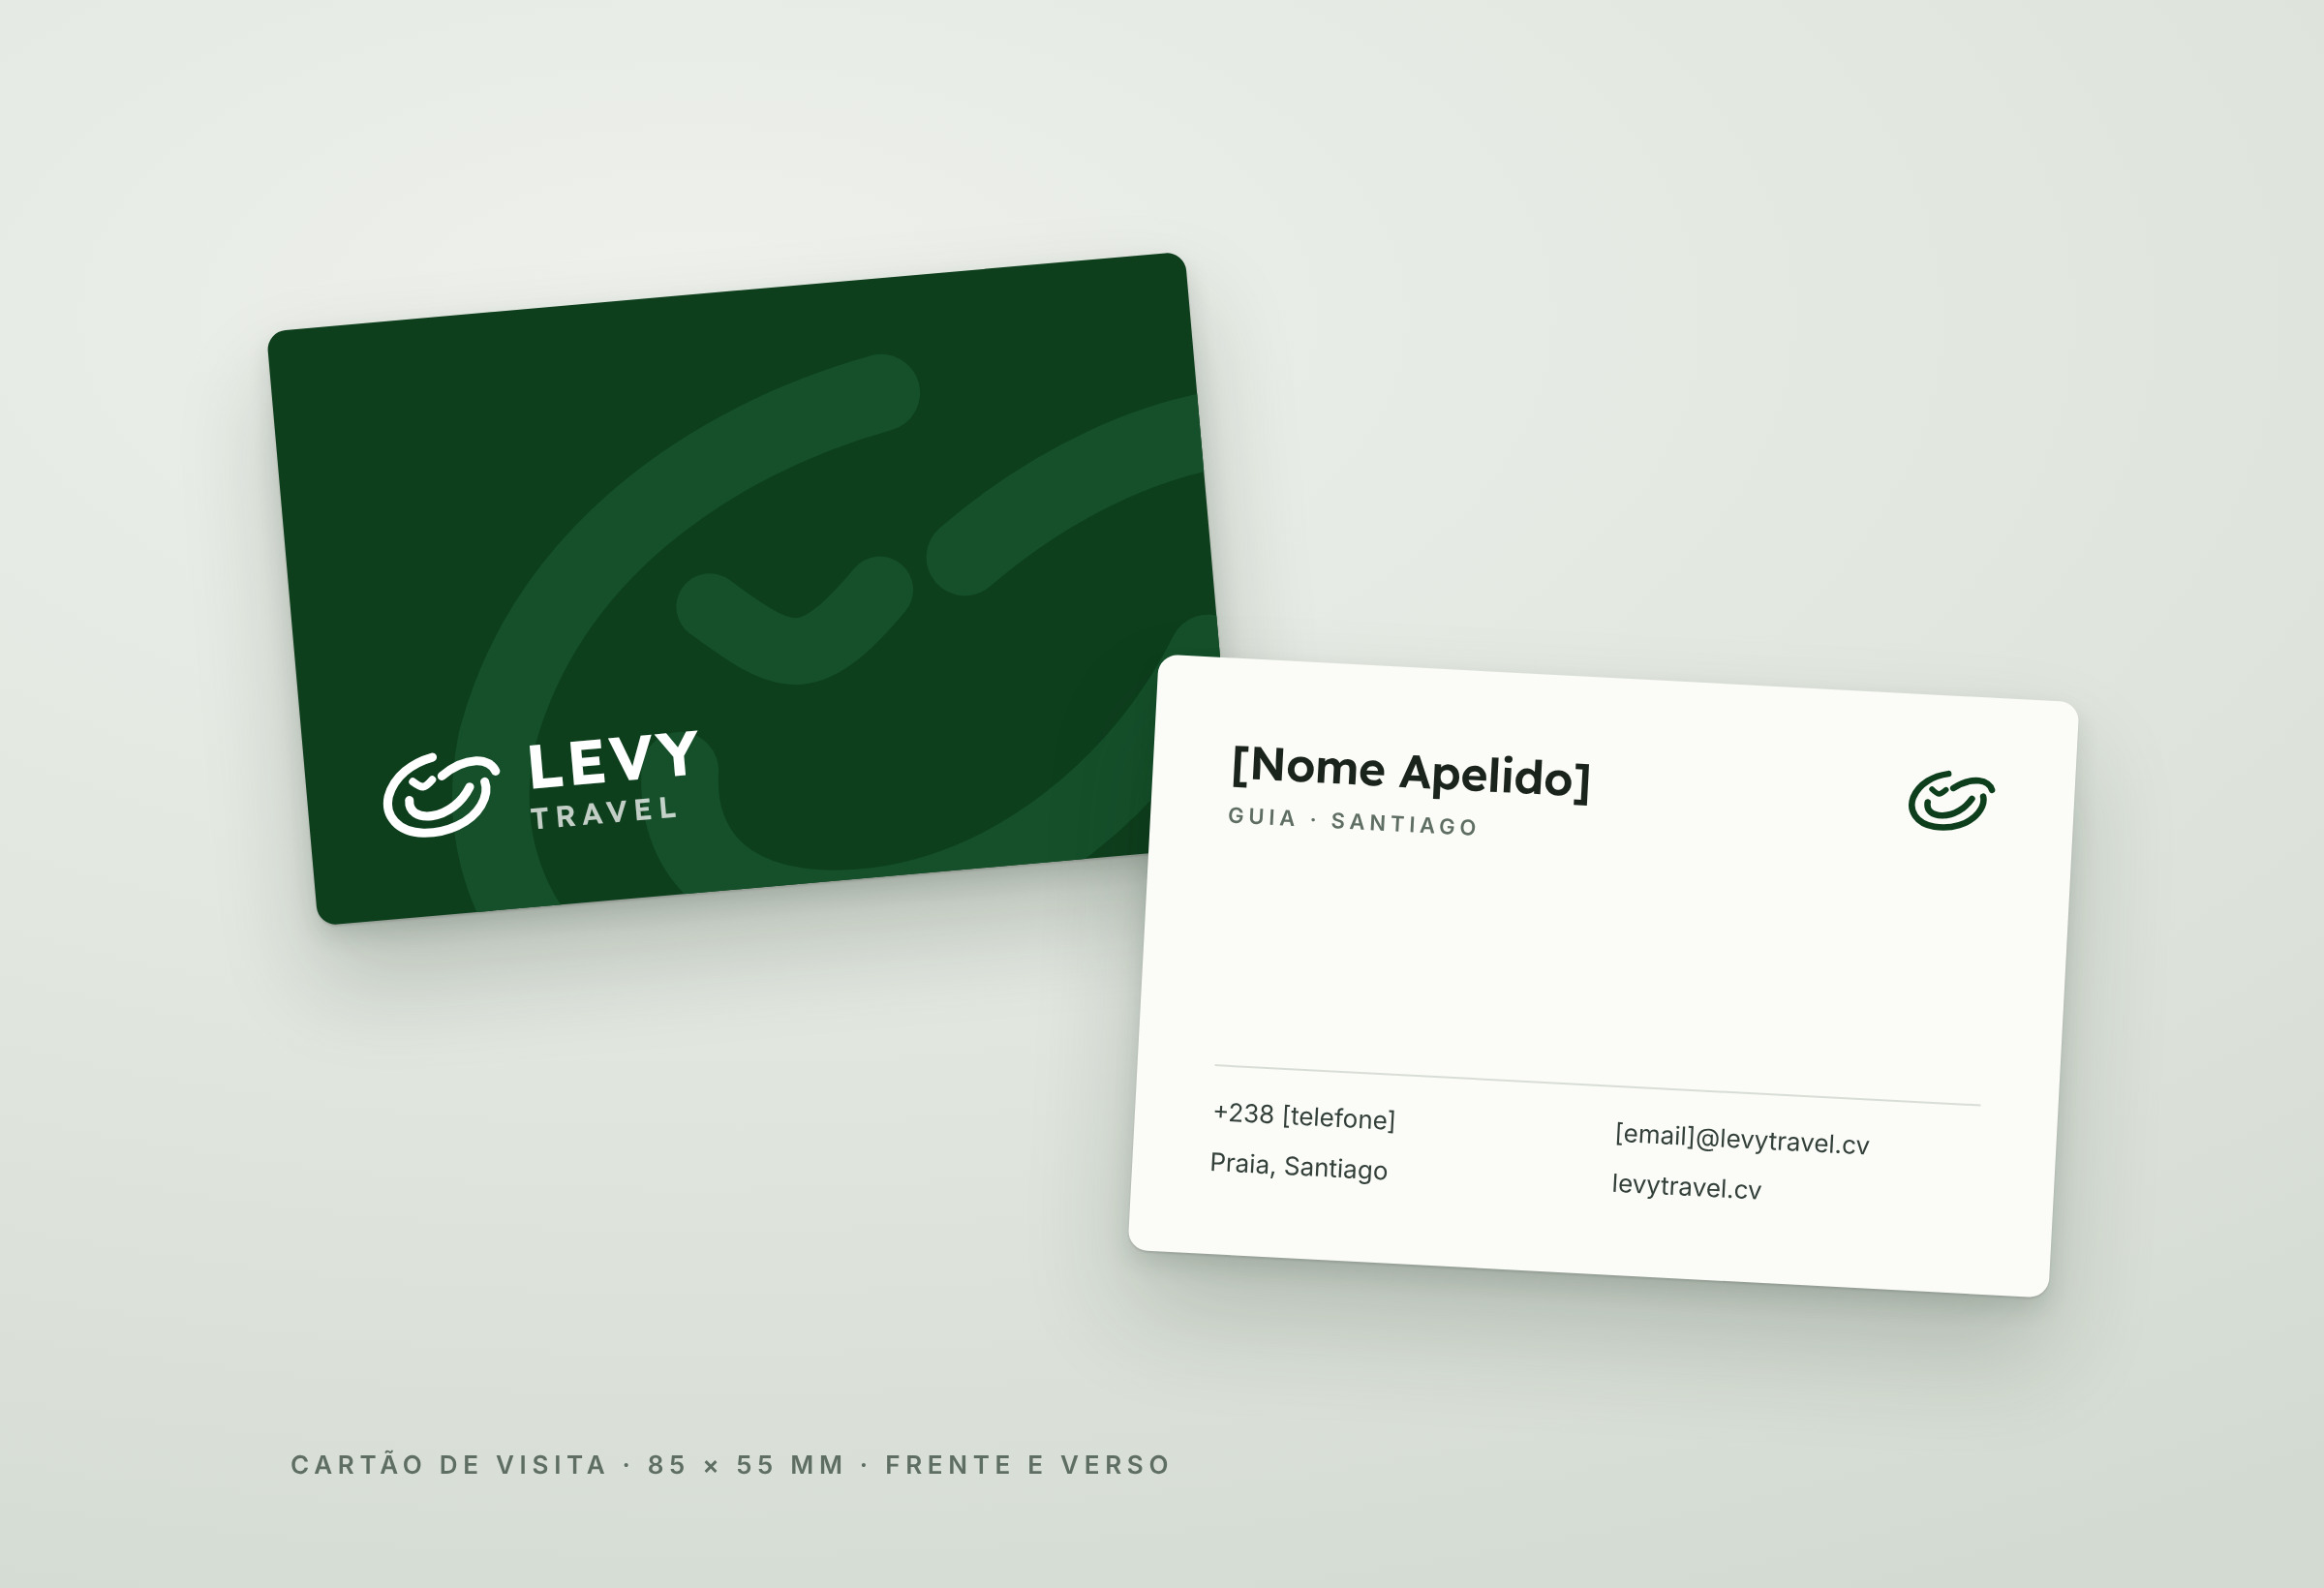 LEVY
TRAVEL
[Nome Apelido]
GUIA · SANTIAGO
+238 [telefone]
Praia, Santiago
[email]@levytravel.cv
levytravel.cv
CARTÃO DE VISITA · 85 × 55 MM · FRENTE E VERSO